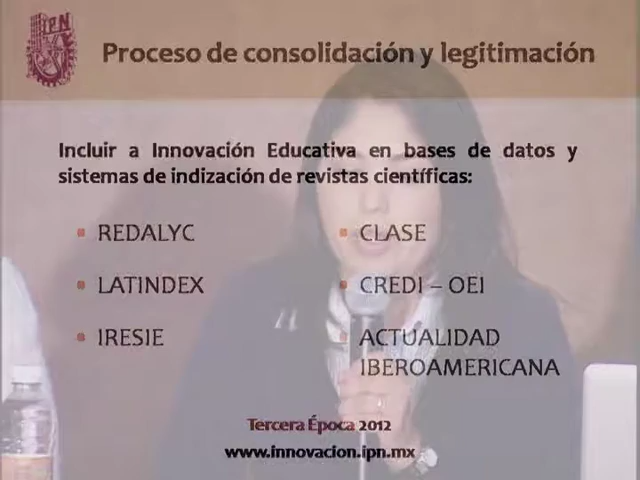 IPN
Proceso de consolidación y legitimación
Incluir a Innovación Educativa en bases de datos y
sistemas de indización de revistas científicas:
REDALYC
LATINDEX
IRESIE
CLASE
CREDI – OEI
ACTUALIDAD
IBEROAMERICANA
Tercera Época 2012
www.innovacion.ipn.mx